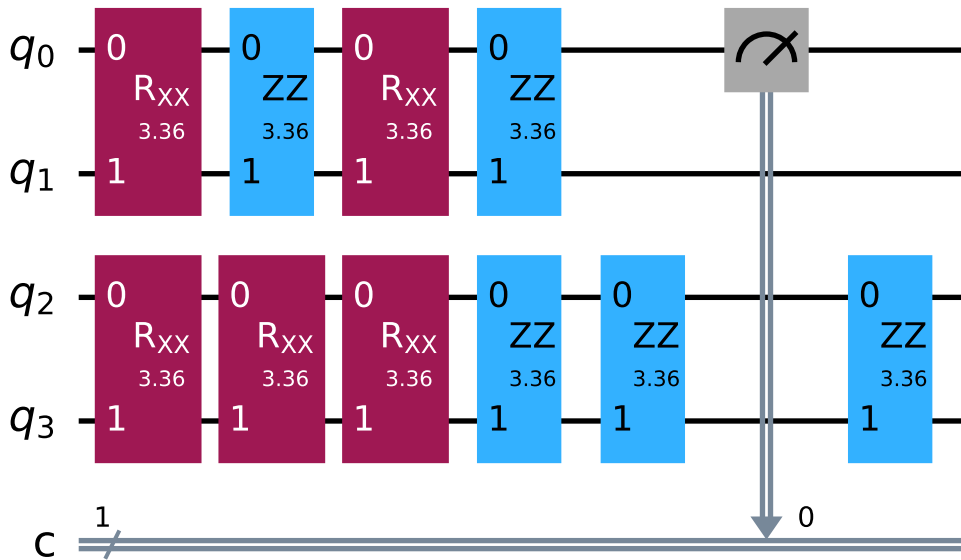 q0 0 0 0 0
RXX ZZ RXX ZZ
3.36 3.36 3.36 3.36
q1 1 1 1 1
q2 0 0 0 0 0 0
RXX RXX RXX ZZ ZZ ZZ
3.36 3.36 3.36 3.36 3.36 3.36
q3 1 1 1 1 1 1
1 0
c